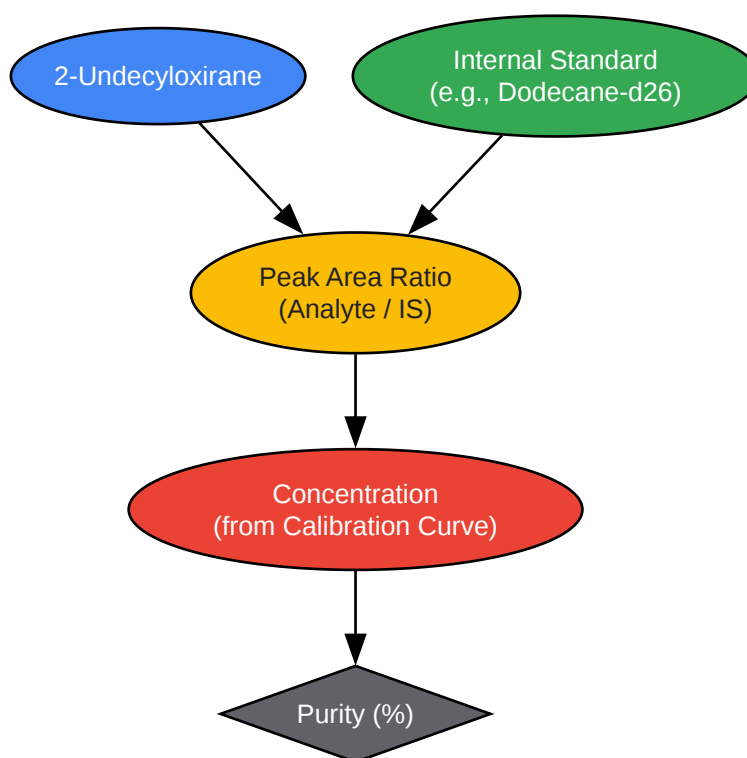 2-Undecyloxirane
Internal Standard
(e.g., Dodecane-d26)
Peak Area Ratio
(Analyte / IS)
Concentration
(from Calibration Curve)
Purity (%)